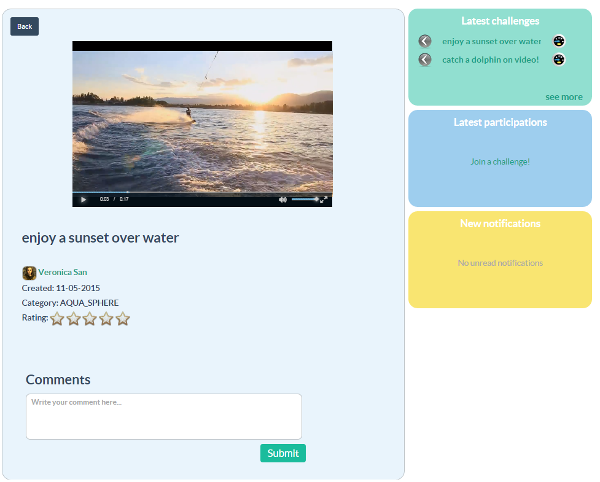 Back
0:03 / 0:17
enjoy a sunset over water
Veronica San
Created: 11-05-2015
Category: AQUA_SPHERE
Rating:
Comments
Write your comment here...
Submit
Latest challenges
enjoy a sunset over water
catch a dolphin on video!
see more
Latest participations
Join a challenge!
New notifications
No unread notifications